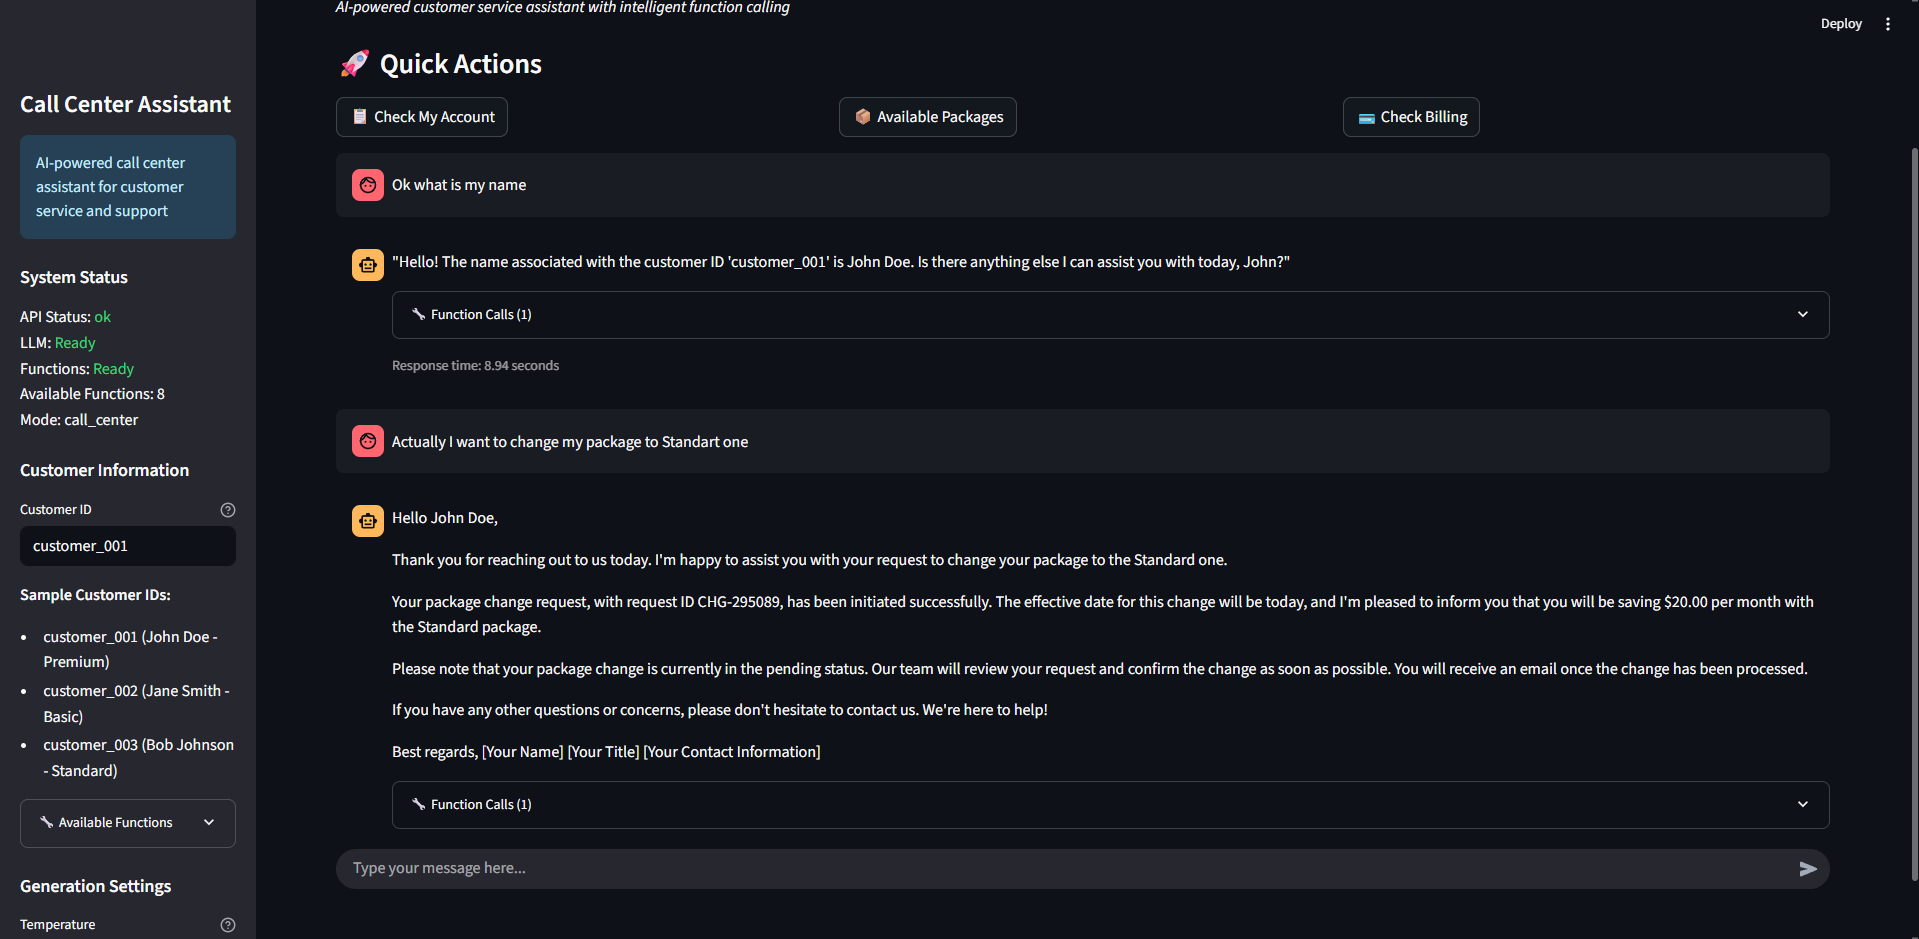 AI-powered customer service assistant with intelligent function calling
Deploy
Quick Actions
Call Center Assistant
AI-powered call center
assistant for customer
service and support
System Status
API Status: ok
LLM: Ready
Functions: Ready
Available Functions: 8
Mode: call_center
Customer Information
Customer ID
customer_001
Sample Customer IDs:
customer_001 (John Doe -
Premium)
customer_002 (Jane Smith -
Basic)
customer_003 (Bob Johnson
- Standard)
Available Functions
Generation Settings
Temperature
Check My Account
Available Packages
Check Billing
Ok what is my name
"Hello! The name associated with the customer ID 'customer_001' is John Doe. Is there anything else I can assist you with today, John?"
Function Calls (1)
Response time: 8.94 seconds
Actually I want to change my package to Standart one
Hello John Doe,
Thank you for reaching out to us today. I'm happy to assist you with your request to change your package to the Standard one.
Your package change request, with request ID CHG-295089, has been initiated successfully. The effective date for this change will be today, and I'm pleased to inform you that you will be saving $20.00 per month with
the Standard package.
Please note that your package change is currently in the pending status. Our team will review your request and confirm the change as soon as possible. You will receive an email once the change has been processed.
If you have any other questions or concerns, please don't hesitate to contact us. We're here to help!
Best regards, [Your Name] [Your Title] [Your Contact Information]
Function Calls (1)
Type your message here...